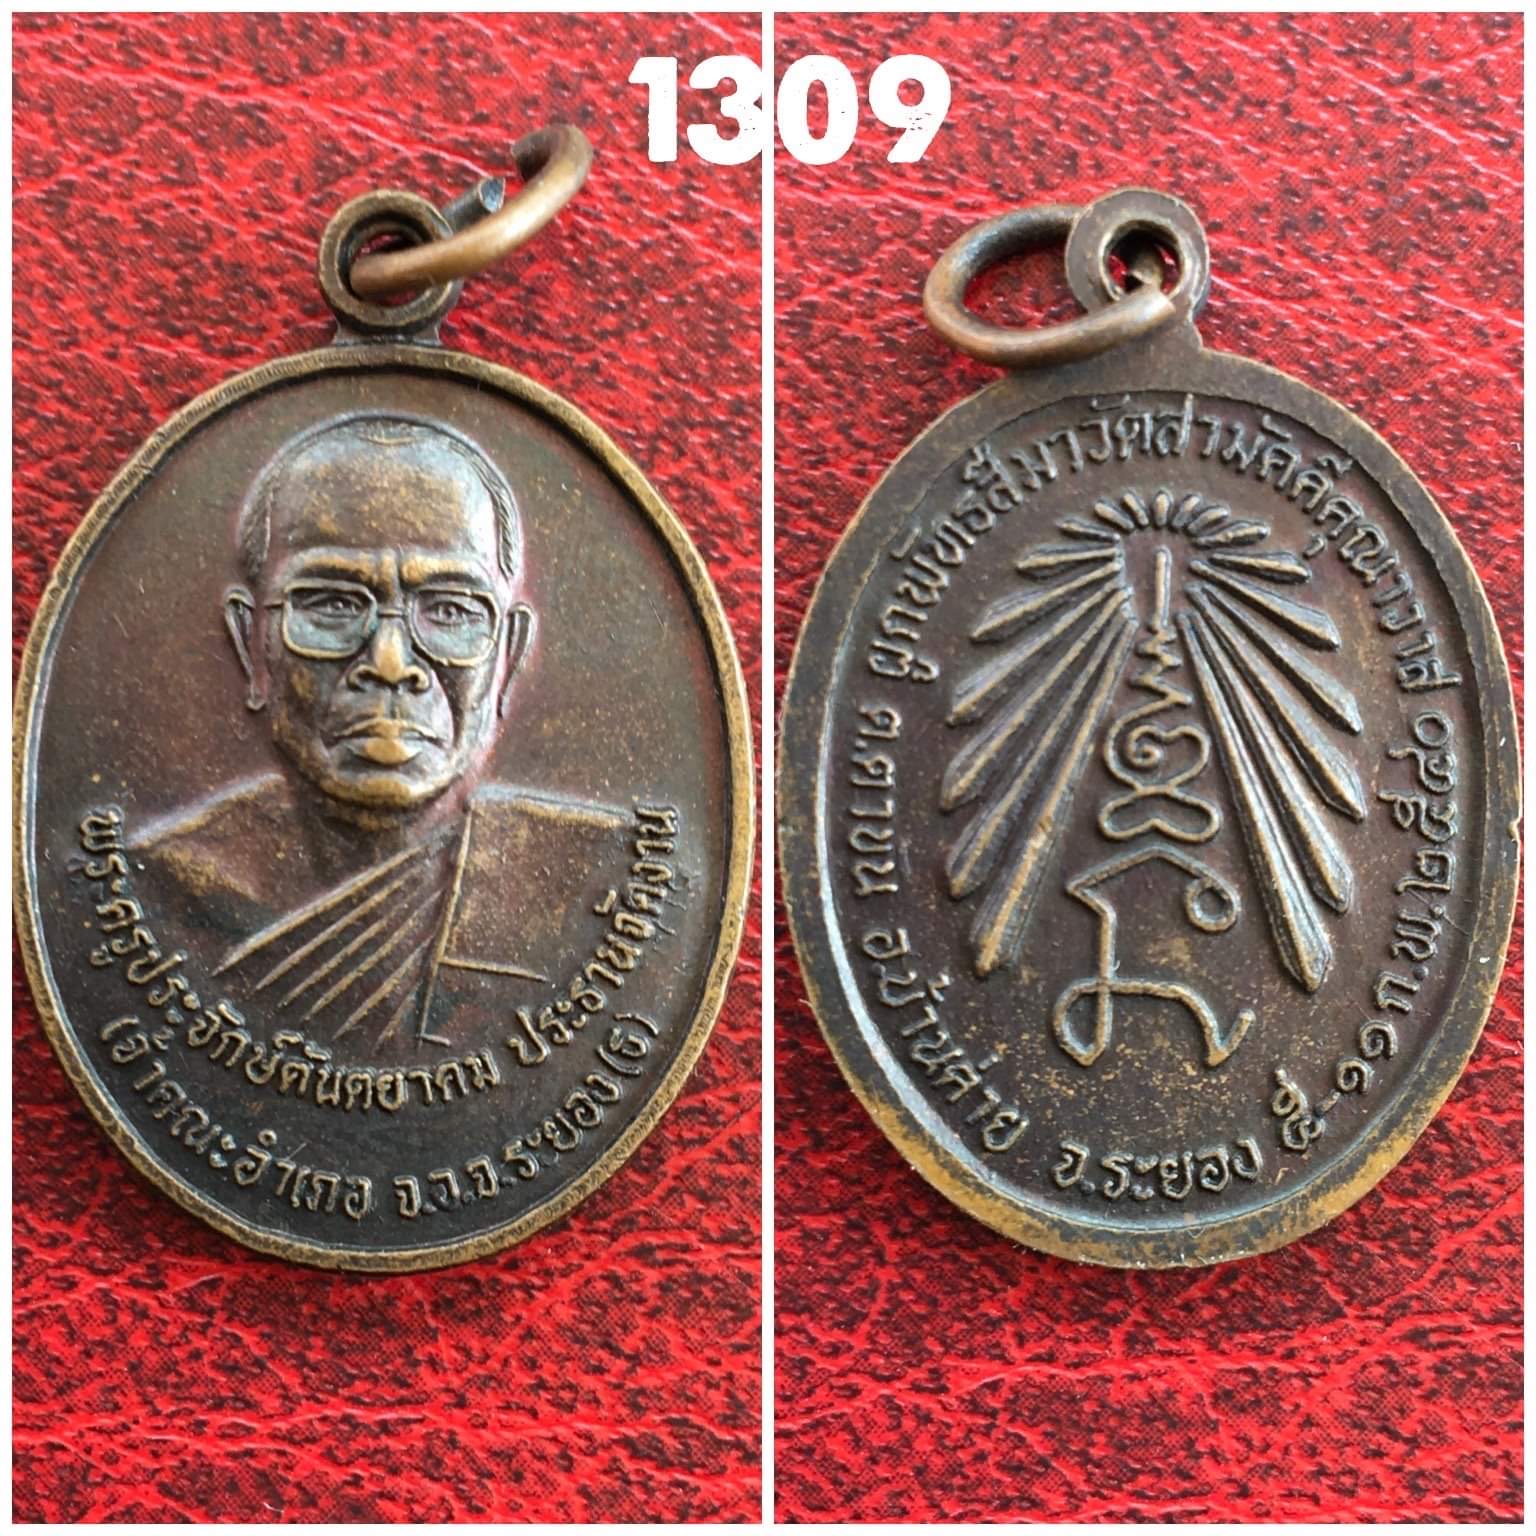 1309
พระครูประจักษ์ตันตยาคม ประธานจัดงาน
(เจ้าคณะอำเภอ จ.จ.จ.ระยอง(ธ)
ผูกพัทธสีมาวัดสามัคคีคุณาวาส
ต.ตาขน อ.บ้านค่าย จ.ระยอง ๕-๑๑ ก.พ.๒๕๔๐